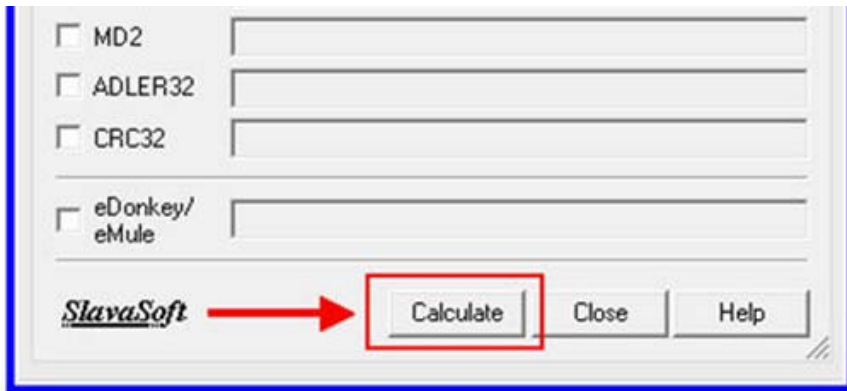 MD2
ADLER32
CRC32
eDonkey/
eMule
SlavaSoft Calculate Close Help